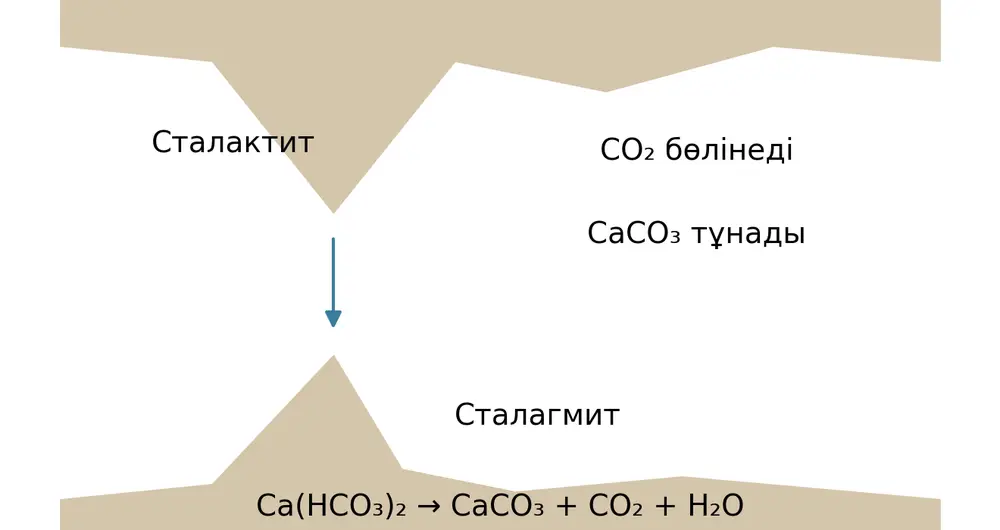 Сталактит
CO₂ бөлінеді
CaCO₃ тұнады
Сталагмит
Ca(HCO₃)₂ → CaCO₃ + CO₂ + H₂O